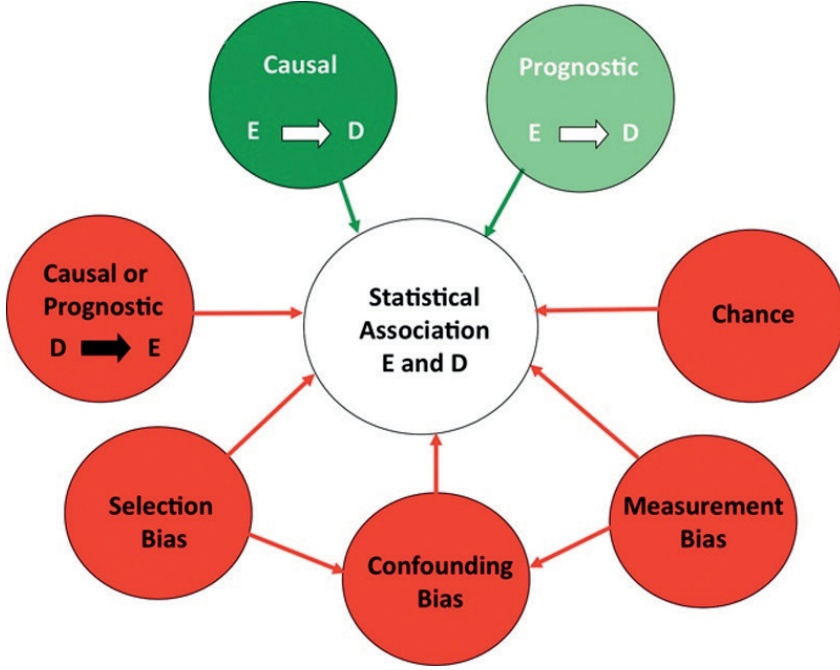 Causal
E D
Prognostic
E D
Causal or
Prognostic
D E
Statistical
Association
E and D
Chance
Selection
Bias
Confounding
Bias
Measurement
Bias